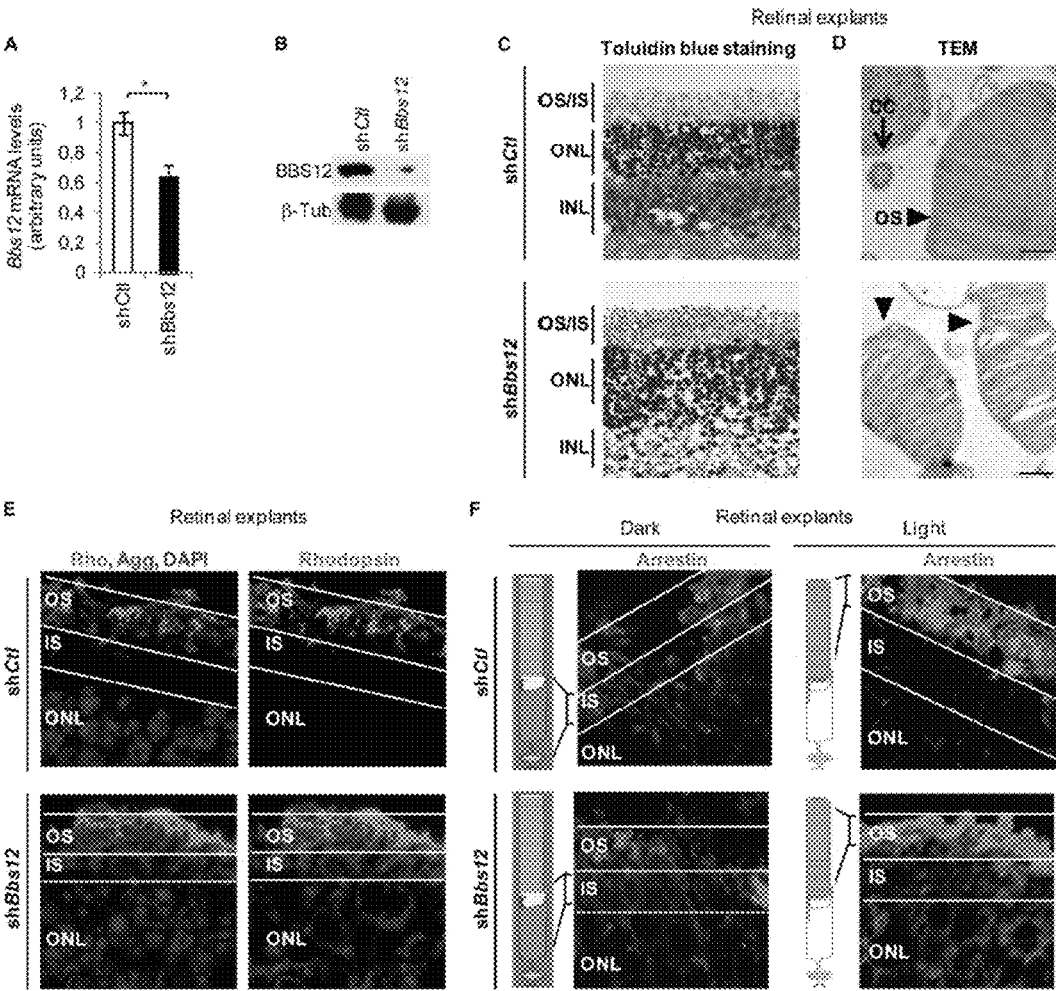 Retinal explants
A
B
C
D
Toluidin blue staining
TEM
Bbs12 mRNA levels
(arbitrary units)
1,2
1
0.8
0.6
0.4
0,2
0
*
shCtl
shBbs12
shCtl
shBbs12
BBS12
β-Tub
shCtl
OS/IS
ONL
INL
CC
OS
shBbs12
OS/IS
ONL
INL
E
Retinal explants
Rho, Agg, DAPI
Rhodopsin
shCtl
OS
IS
ONL
OS
IS
ONL
shBbs12
OS
IS
ONL
OS
IS
ONL
F
Retinal explants
Dark
Light
Arrestin
Arrestin
shCtl
OS
IS
ONL
OS
IS
ONL
shBbs12
OS
IS
ONL
OS
IS
ONL